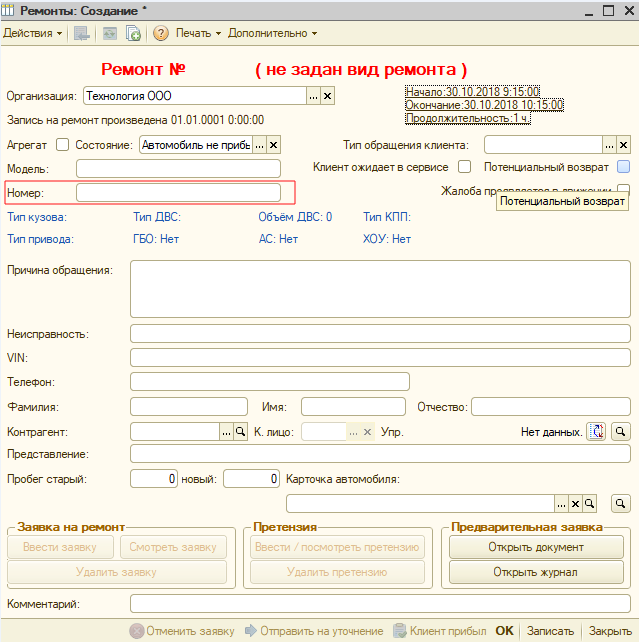 Ремонты: Создание *
Действия Печать Дополнительно
Ремонт № ( не задан вид ремонта )
Организация: Технология ООО ... Начало:30.10.2018 9:15:00
Окончание:30.10.2018 10:15:00
Запись на ремонт произведена 01.01.0001 0:00:00 Продолжительность:1 ч.
Агрегат Состояние: Автомобиль не прибы ... Тип обращения клиента: ...
Модель: Клиент ожидает в сервисе Потенциальный возврат
Номер: Жалоба проявляется в движении
Потенциальный возврат
Тип кузова: Тип ДВС: Объём ДВС: 0 Тип КПП:
Тип привода: ГБО: Нет АС: Нет ХОУ: Нет
Причина обращения:
Неисправность:
VIN:
Телефон:
Фамилия: Имя: Отчество:
Контрагент: ... К. лицо: ... Упр. Нет данных.
Представление:
Пробег старый: 0 новый: 0 Карточка автомобиля:
...
Заявка на ремонт Претензия Предварительная заявка
Ввести заявку Смотреть заявку Ввести / посмотреть претензию Открыть документ
Удалить заявку Удалить претензию Открыть журнал
Комментарий:
Отменить заявку Отправить на уточнение Клиент прибыл OK Записать Закрыть